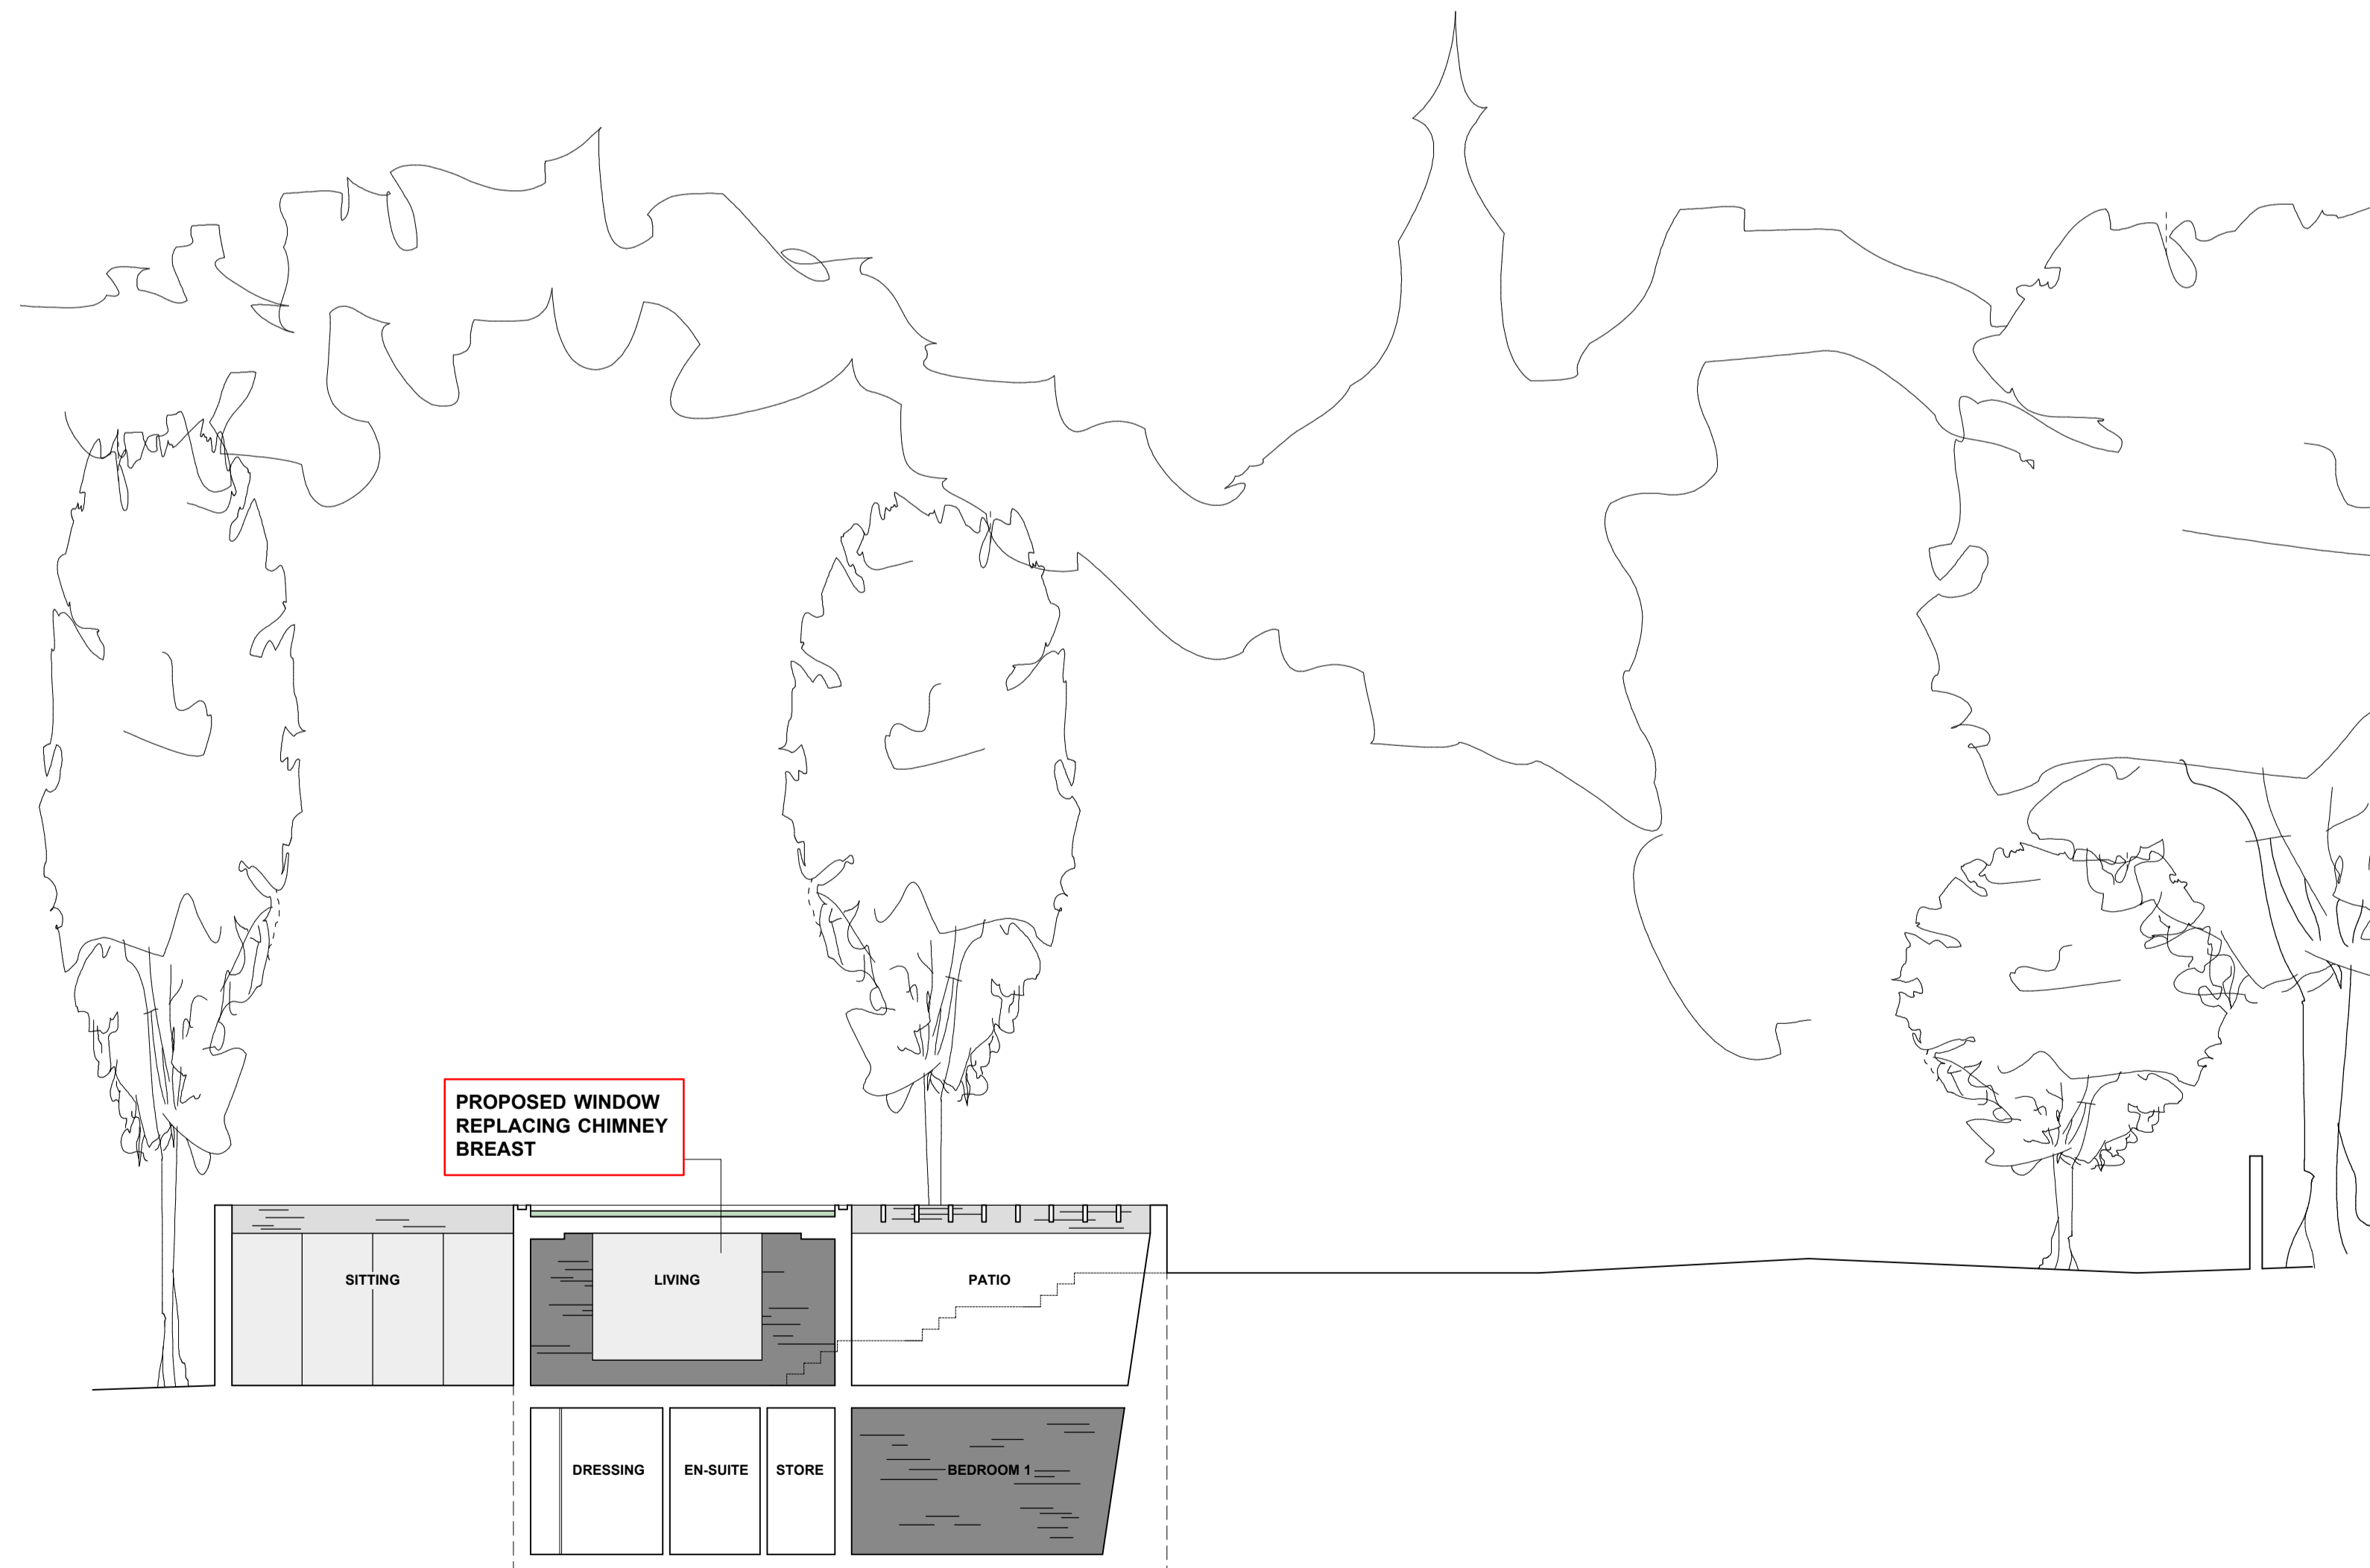 PROPOSED WINDOW
REPLACING CHIMNEY
BREAST
SITTING
LIVING
PATIO
DRESSING
EN-SUITE
STORE
BEDROOM 1